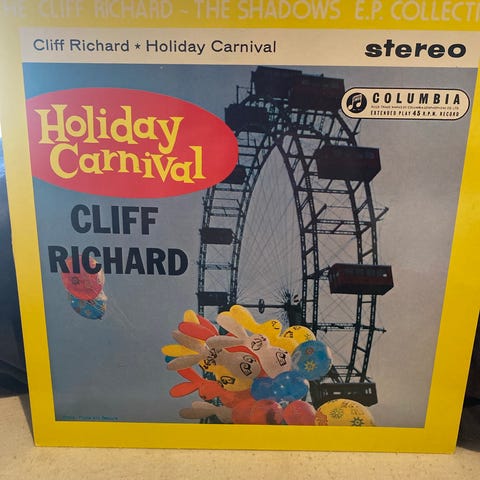 THE CLIFF RICHARD ~ THE SHADOWS E.P. COLLECTI
Cliff Richard ★ Holiday Carnival
stereo
COLUMBIA
EXTENDED PLAY 45 R.P.M. RECORD
Holiday
Carnival
CLIFF
RICHARD